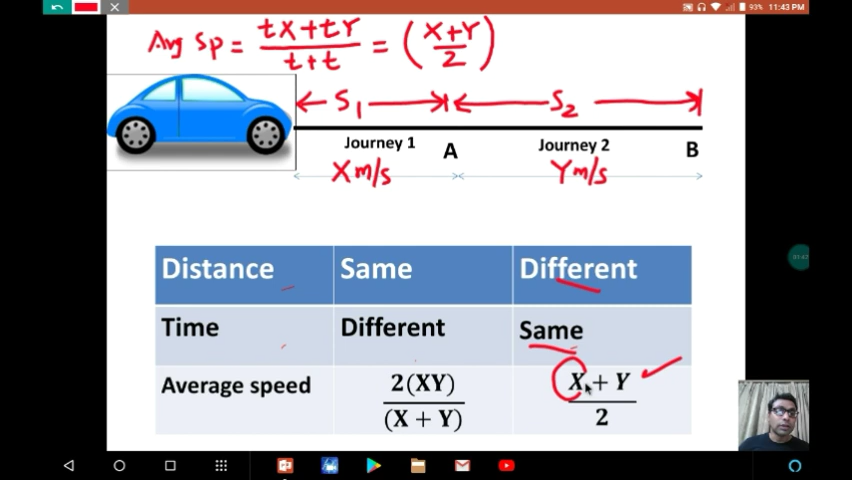 93% 11:43 PM
Avg Sp = tX+tY / t+t = (X+Y / 2)
S1 S2
Journey 1 A Journey 2 B
X m/s Y m/s
Distance Same Different
Time Different Same
Average speed 2(XY) / (X + Y) X + Y / 2